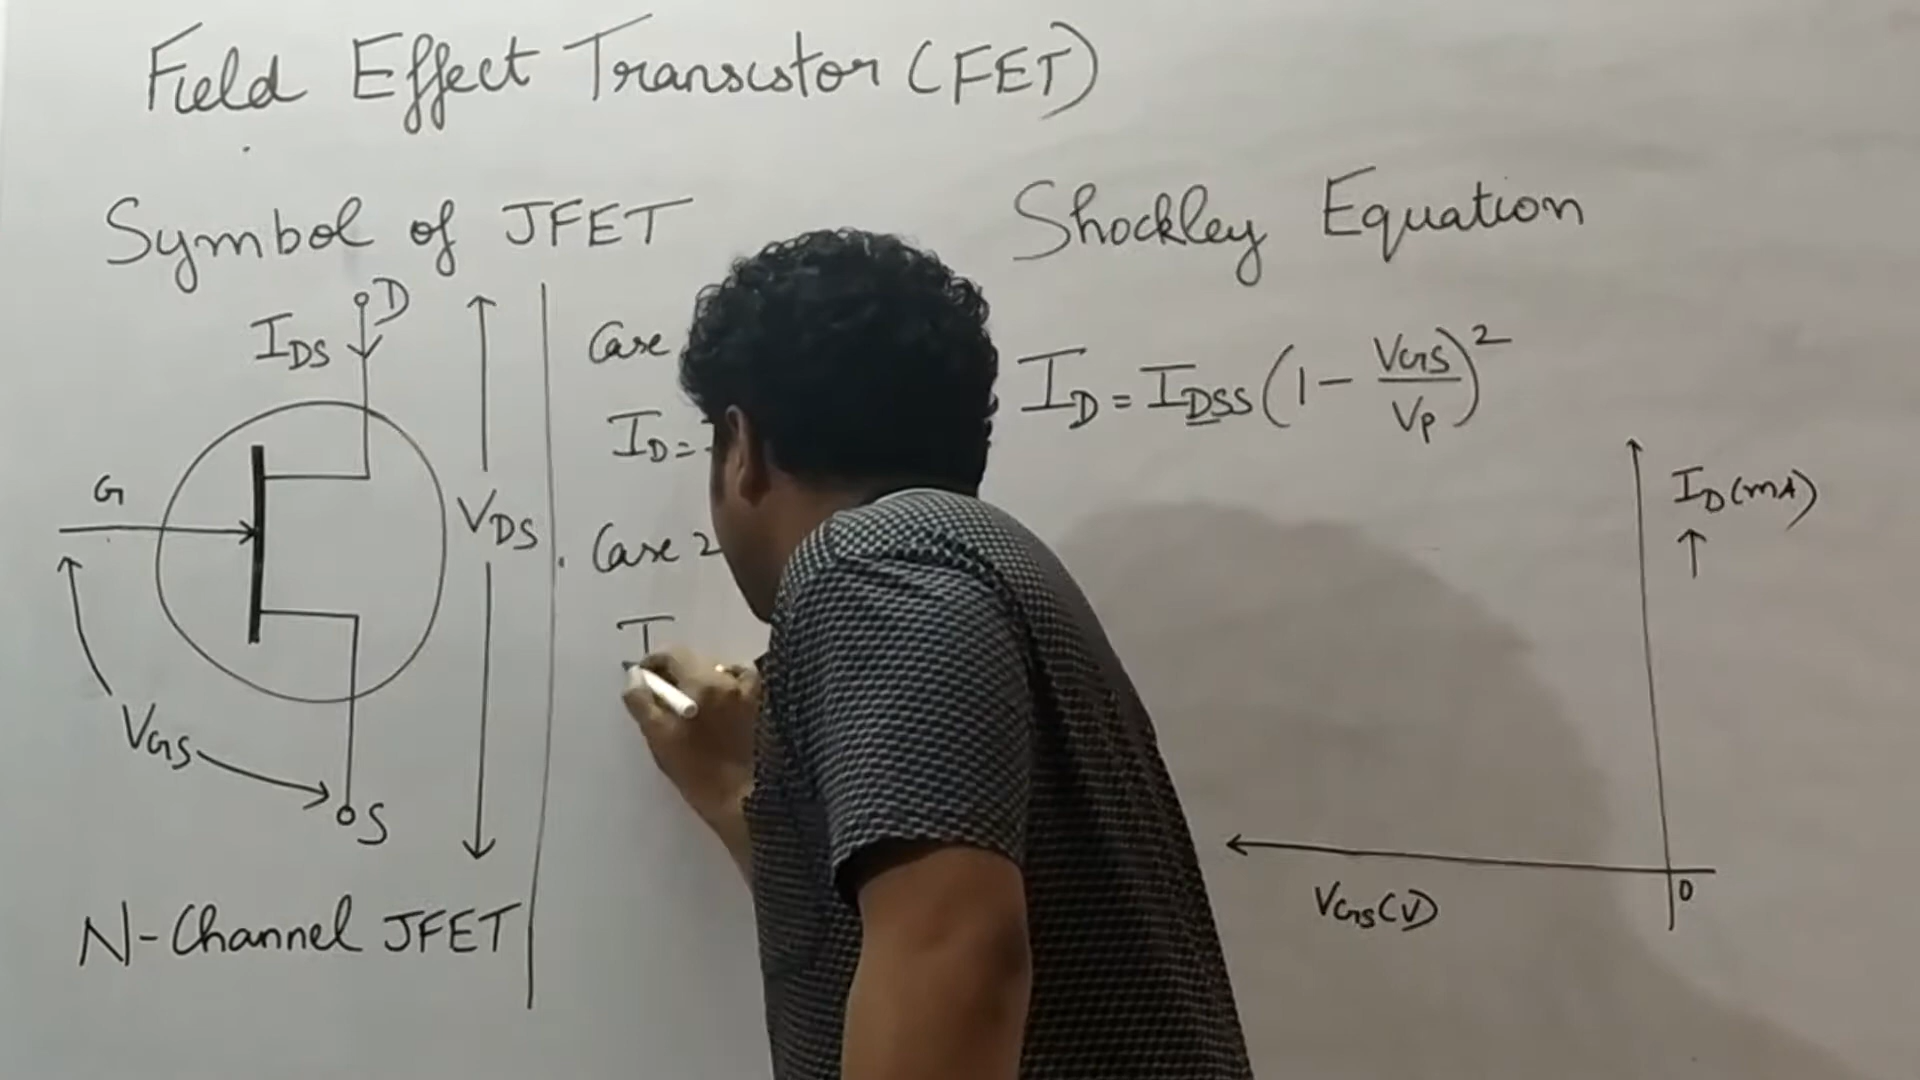 Field Effect Transistor (FET)
Symbol of JFET
D
I_DS
G
V_DS
V_GS
S
N-Channel JFET
Case
I_D =
Case 2
I
Shockley Equation
I_D = I_DSS (1 - V_GS/V_P)^2
I_D (mA)
↑
V_GS (V)
0